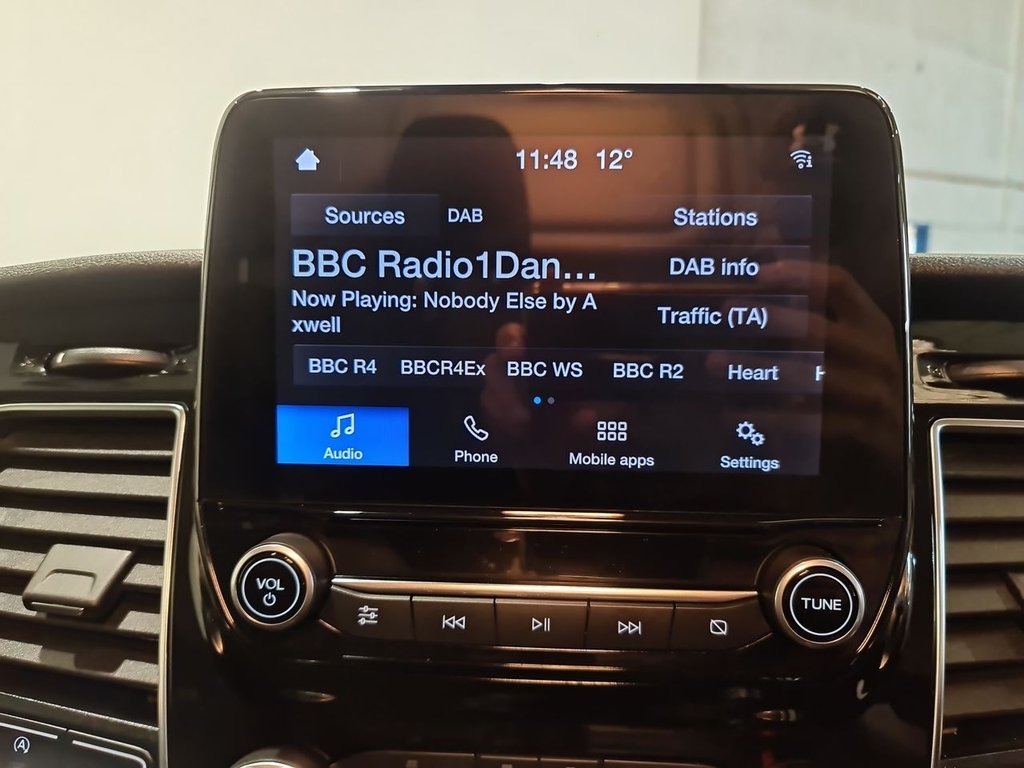 11:48 12°
Sources DAB Stations
BBC Radio1Dan...
DAB info
Now Playing: Nobody Else by A
xwell
Traffic (TA)
BBC R4 BBCR4Ex BBC WS BBC R2 Heart H
Audio Phone Mobile apps Settings
VOL
TUNE
A